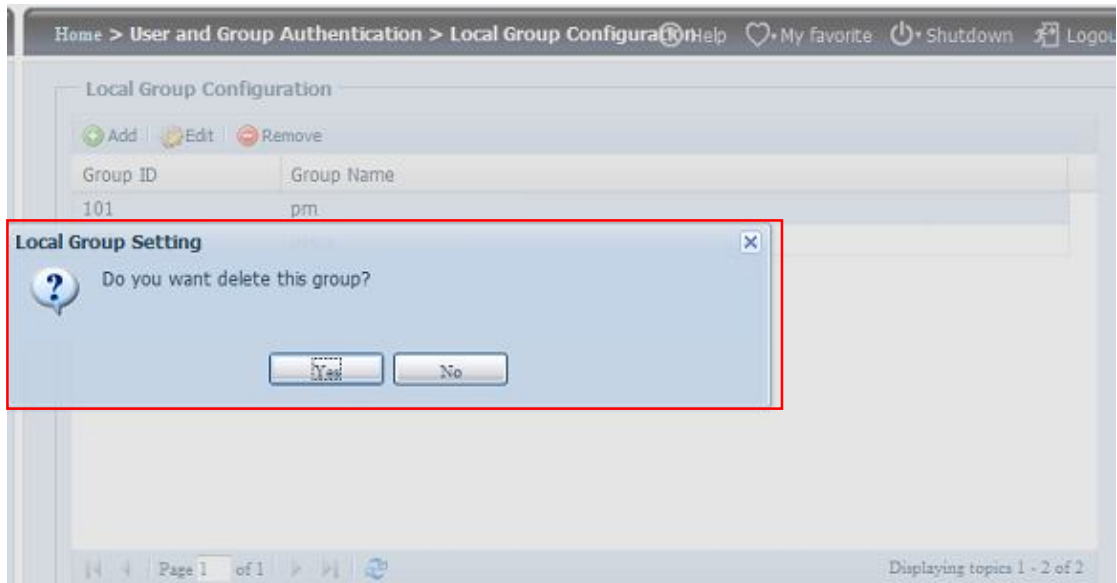 Home > User and Group Authentication > Local Group Configuration Help My favorite Shutdown Logou
Local Group Configuration
Add Edit Remove
Group ID Group Name
101 pm
Local Group Setting
Do you want delete this group?
Yes No
Page 1 of 1 Displaying topics 1 - 2 of 2